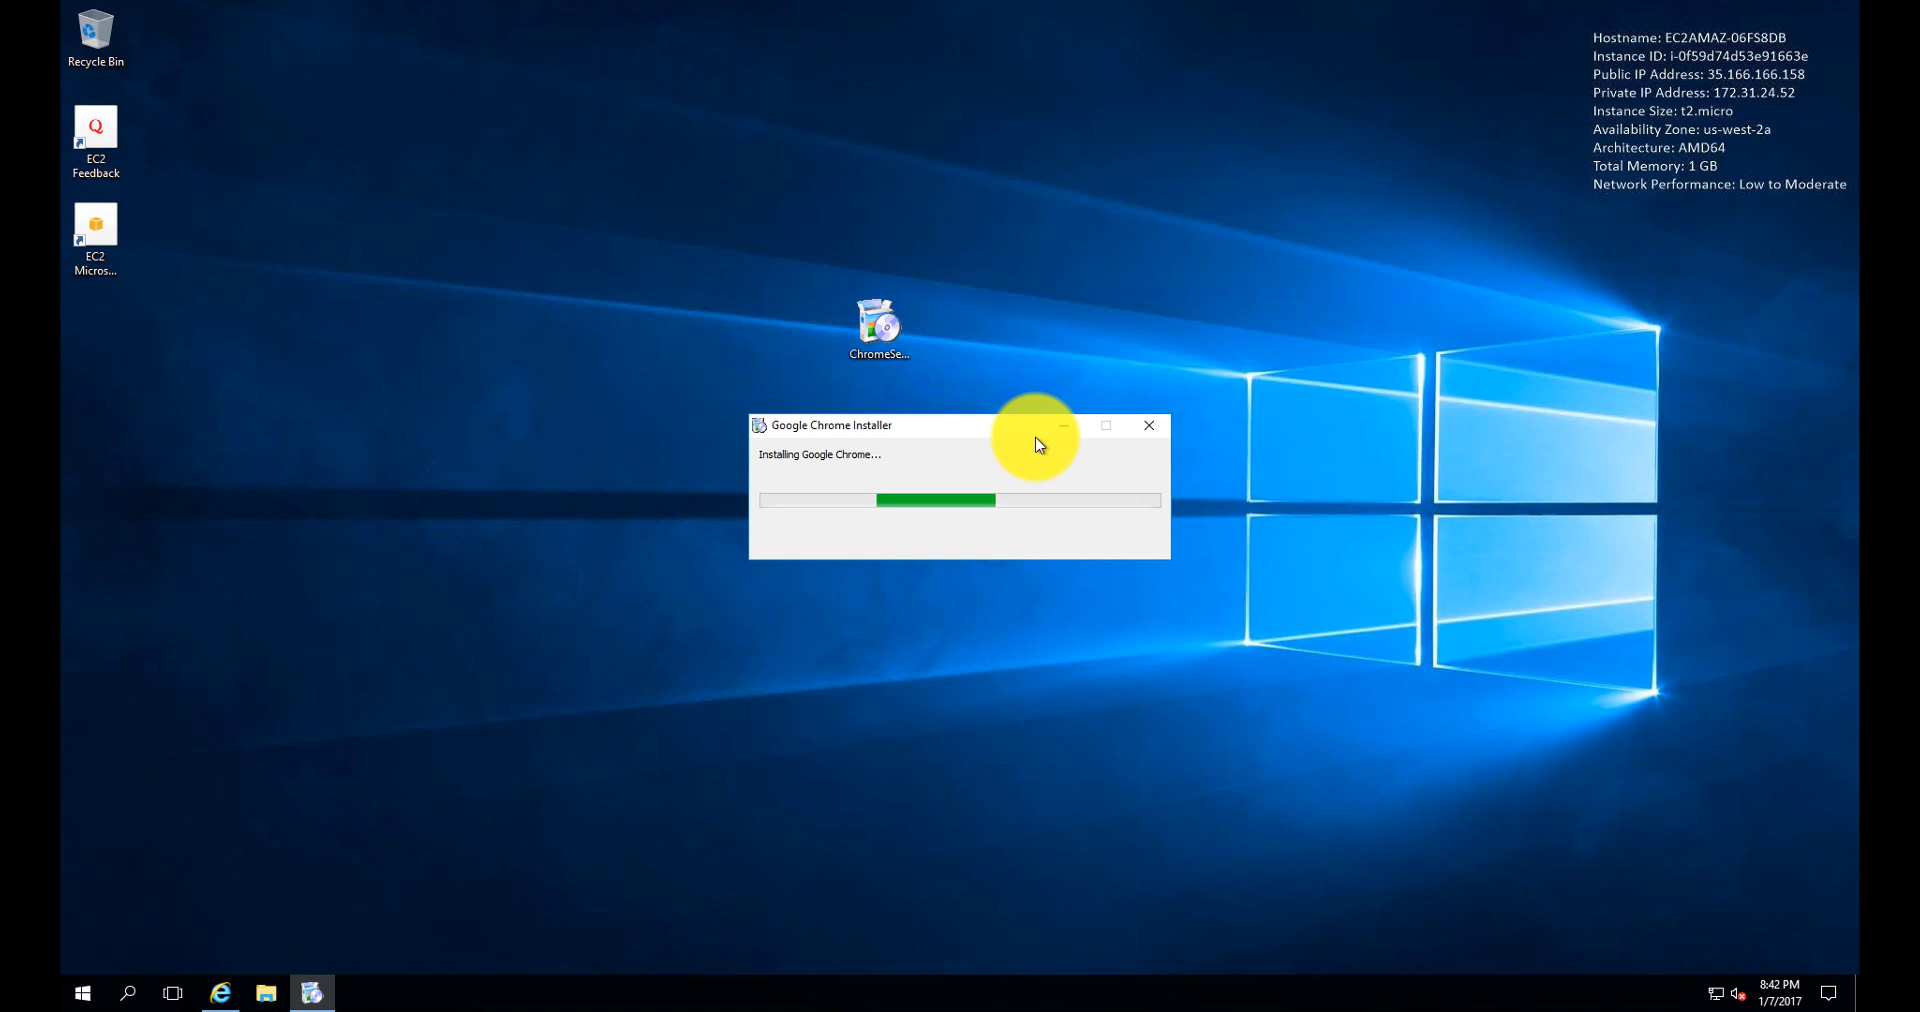 Recycle Bin
EC2
Feedback
EC2
Micros...
Hostname: EC2AMAZ-06FS8DB
Instance ID: i-0f59d74d53e91663e
Public IP Address: 35.166.166.158
Private IP Address: 172.31.24.52
Instance Size: t2.micro
Availability Zone: us-west-2a
Architecture: AMD64
Total Memory: 1 GB
Network Performance: Low to Moderate
ChromeSe...
Google Chrome Installer
Installing Google Chrome...
8:42 PM
1/7/2017